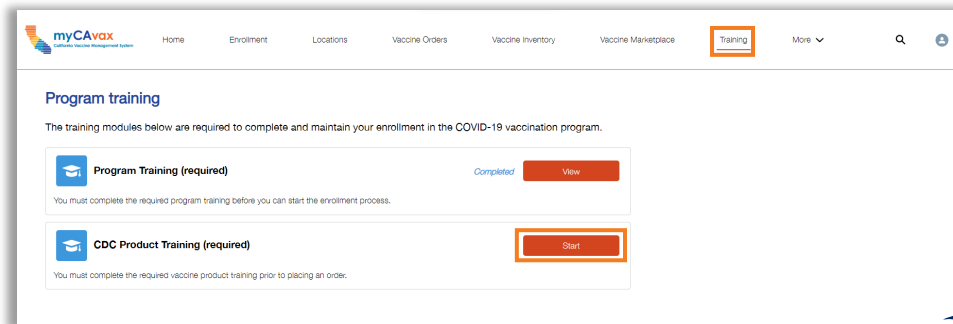 myCAvax
California Vaccine Management System
Home Enrollment Locations Vaccine Orders Vaccine Inventory Vaccine Marketplace Training More
Program training
The training modules below are required to complete and maintain your enrollment in the COVID-19 vaccination program.
Program Training (required) Completed View
You must complete the required program training before you can start the enrollment process.
CDC Product Training (required) Start
You must complete the required vaccine product training prior to placing an order.